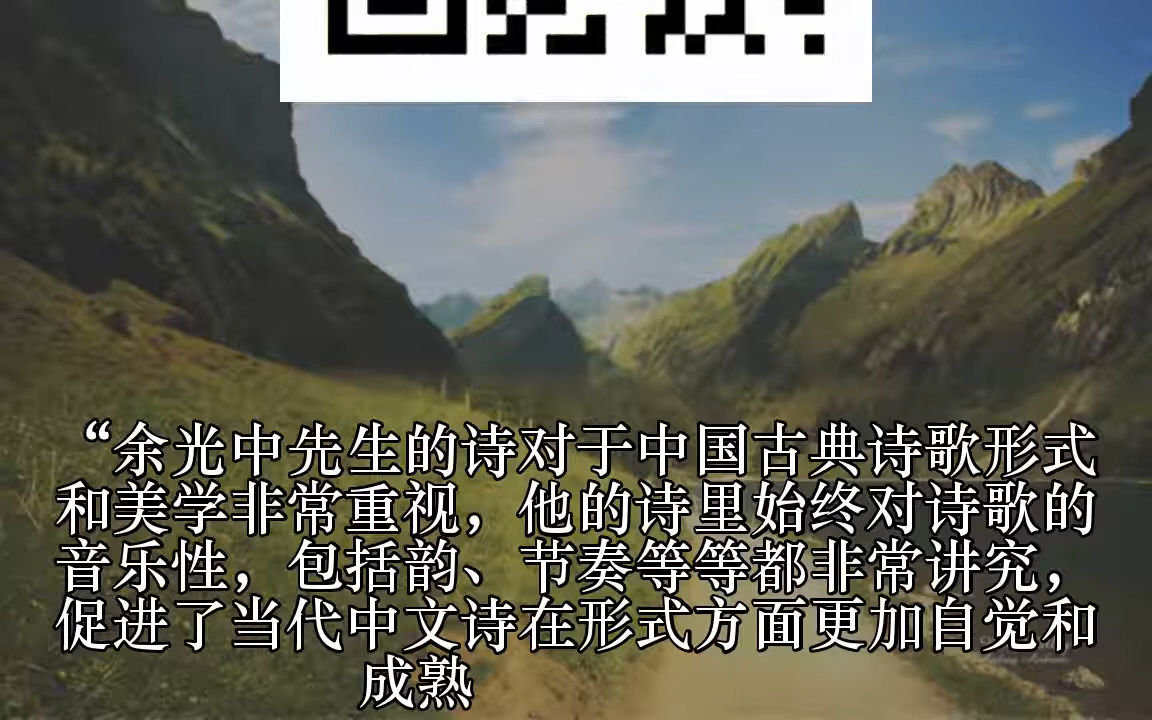 “余光中先生的诗对于中国古典诗歌形式
和美学非常重视，他的诗里始终对诗歌的
音乐性，包括韵、节奏等等都非常讲究，
促进了当代中文诗在形式方面更加自觉和
成熟